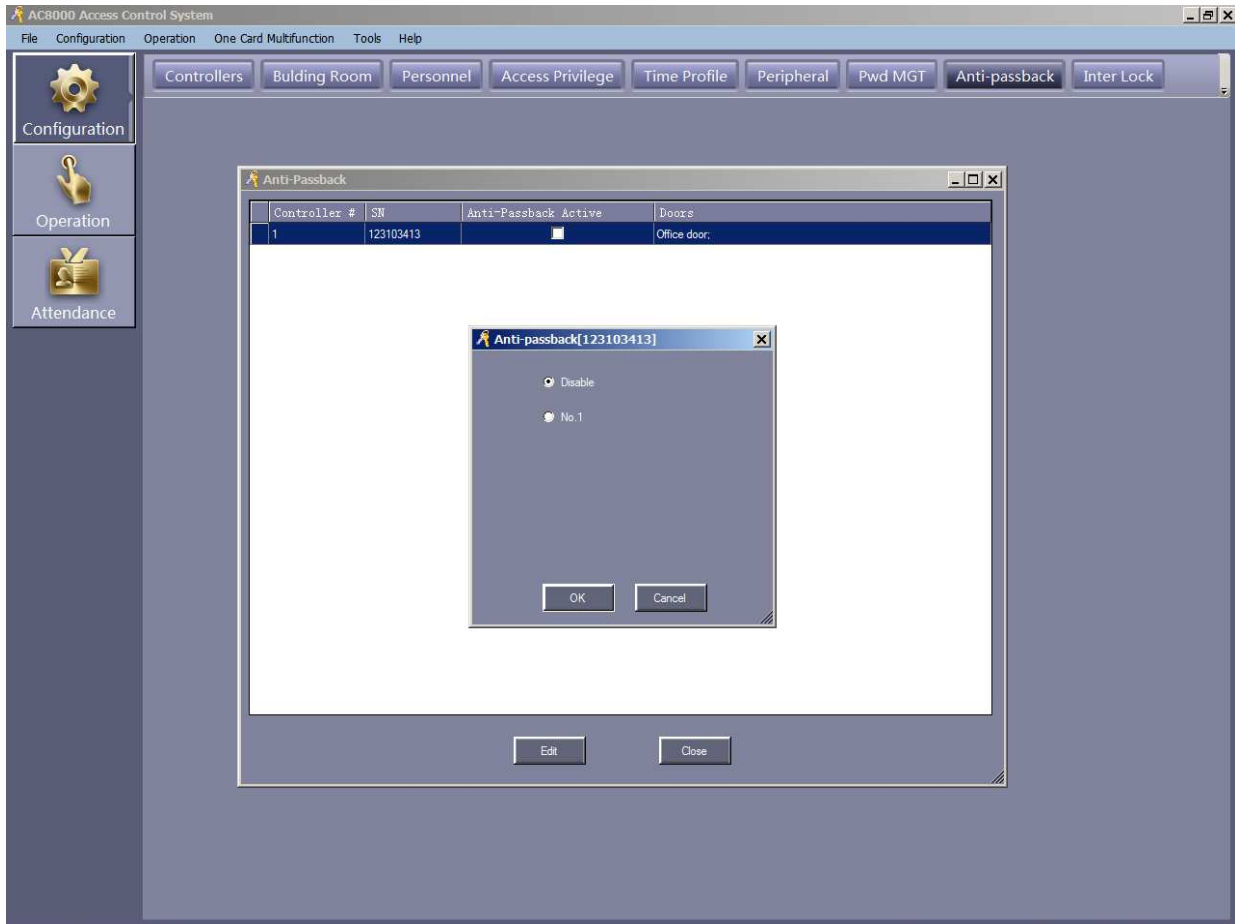 AC8000 Access Control System
File Configuration Operation One Card Multifunction Tools Help
Controllers Bulding Room Personnel Access Privilege Time Profile Peripheral Pwd MGT Anti-passback Inter Lock
Configuration
Operation
Attendance
Anti-Passback
Controller # SN Anti-Passback Active Doors
1 123103413 Office door;
Anti-passback[123103413]
Disable
No.1
OK Cancel
Edit Close